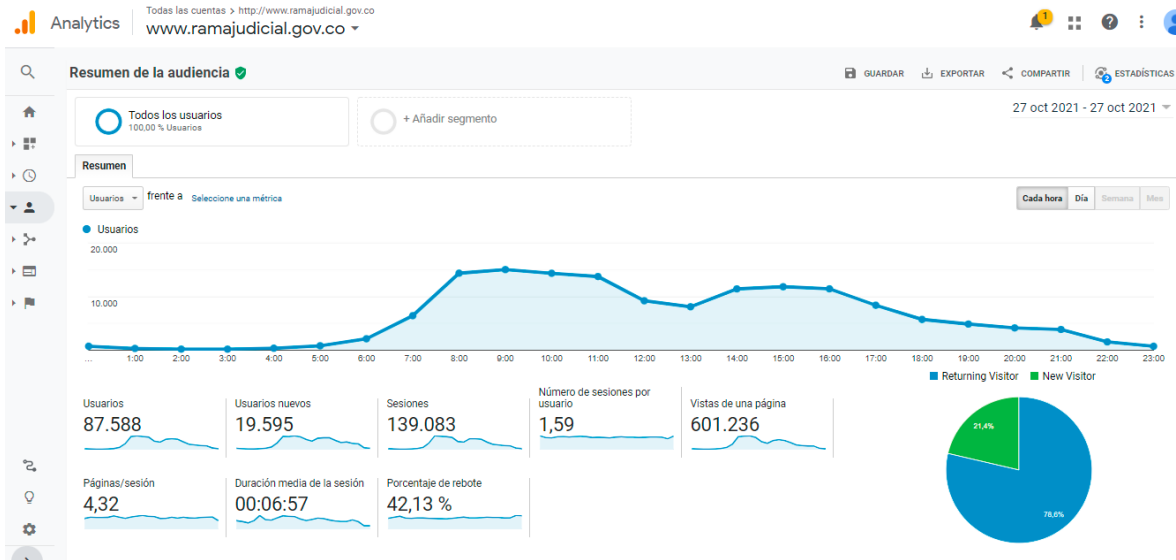 Analytics
Todas las cuentas > http://www.ramajudicial.gov.co
www.ramajudicial.gov.co
1
Resumen de la audiencia
GUARDAR
EXPORTAR
COMPARTIR
2
ESTADÍSTICAS
Todos los usuarios
100,00 % Usuarios
+ Añadir segmento
27 oct 2021 - 27 oct 2021
Resumen
Usuarios
frente a
Seleccione una métrica
Cada hora
Día
Semana
Mes
Usuarios
20.000
10.000
... 1:00 2:00 3:00 4:00 5:00 6:00 7:00 8:00 9:00 10:00 11:00 12:00 13:00 14:00 15:00 16:00 17:00 18:00 19:00 20:00 21:00 22:00 23:00
Returning Visitor
New Visitor
Usuarios
87.588
Usuarios nuevos
19.595
Sesiones
139.083
Número de sesiones por
usuario
1,59
Vistas de una página
601.236
Páginas/sesión
4,32
Duración media de la sesión
00:06:57
Porcentaje de rebote
42,13 %
21,4%
78,6%